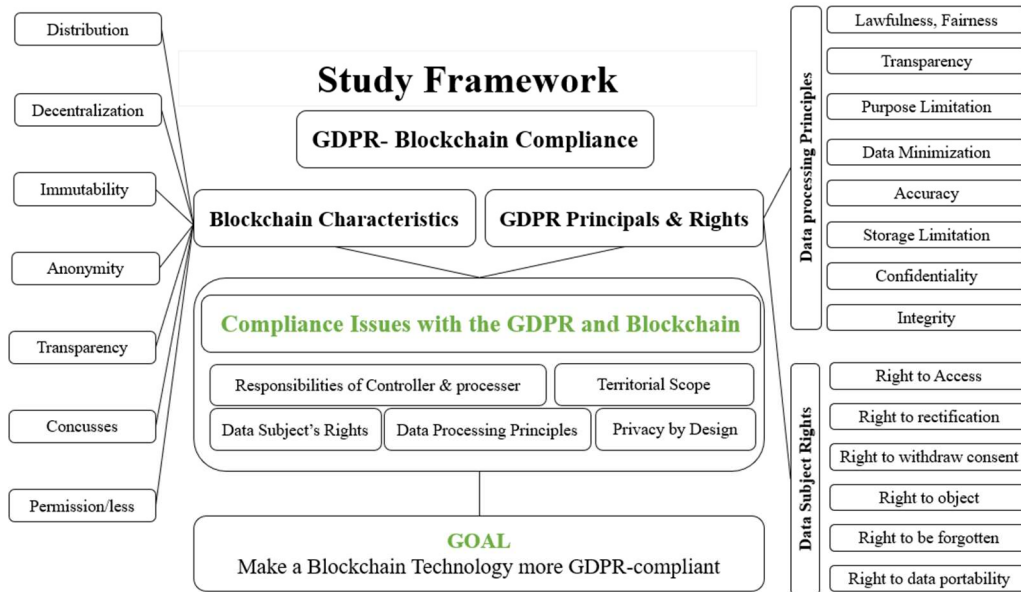 Study Framework
GDPR- Blockchain Compliance
Blockchain Characteristics
GDPR Principals & Rights
Distribution
Decentralization
Immutability
Anonymity
Transparency
Concusses
Permission/less
Compliance Issues with the GDPR and Blockchain
Responsibilities of Controller & processer
Territorial Scope
Data Subject's Rights
Data Processing Principles
Privacy by Design
GOAL
Make a Blockchain Technology more GDPR-compliant
Data processing Principles
Lawfulness, Fairness
Transparency
Purpose Limitation
Data Minimization
Accuracy
Storage Limitation
Confidentiality
Integrity
Data Subject Rights
Right to Access
Right to rectification
Right to withdraw consent
Right to object
Right to be forgotten
Right to data portability